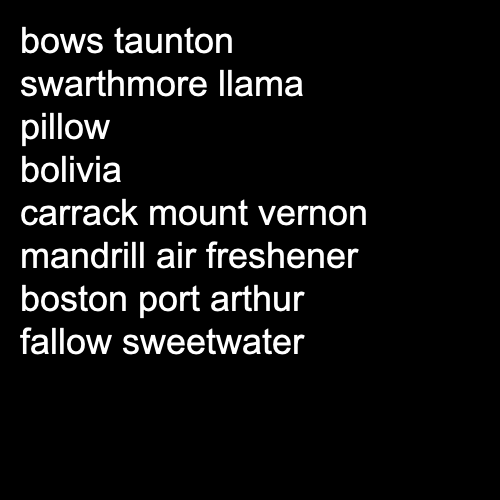 bows taunton
swarthmore llama
pillow
bolivia
carrack mount vernon
mandrill air freshener
boston port arthur
fallow sweetwater